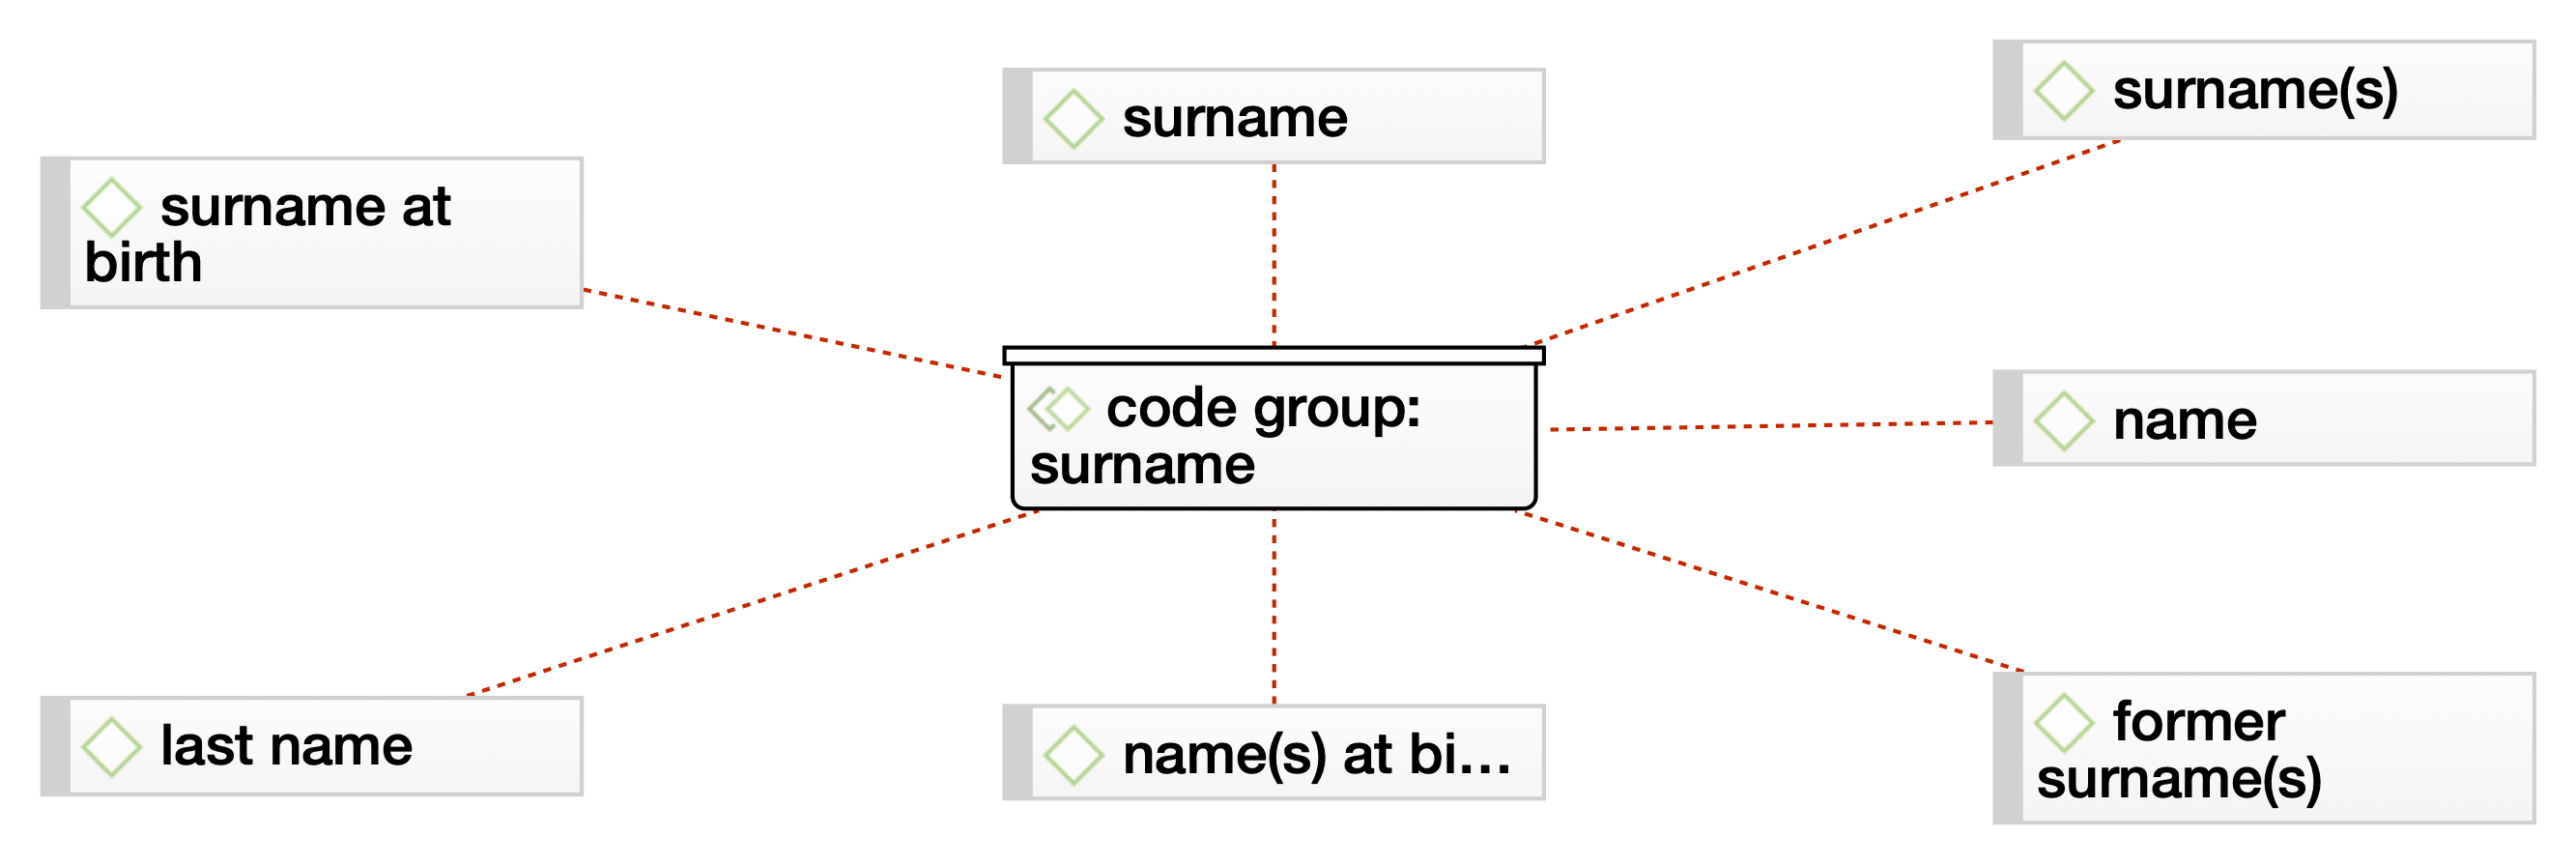 surname(s)
surname
surname at
birth
code group:
surname
name
last name
name(s) at bi...
former
surname(s)